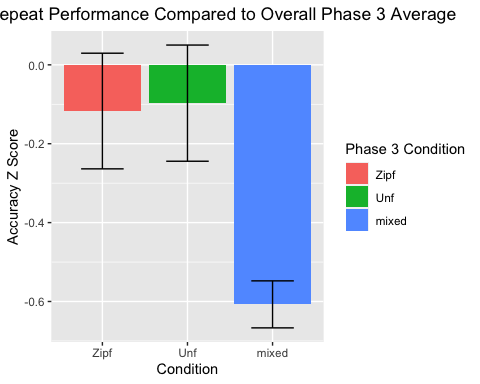 epeat Performance Compared to Overall Phase 3 Average
0.0
-0.2
-0.4
-0.6
Accuracy Z Score
Zipf
Unf
mixed
Condition
Phase 3 Condition
Zipf
Unf
mixed